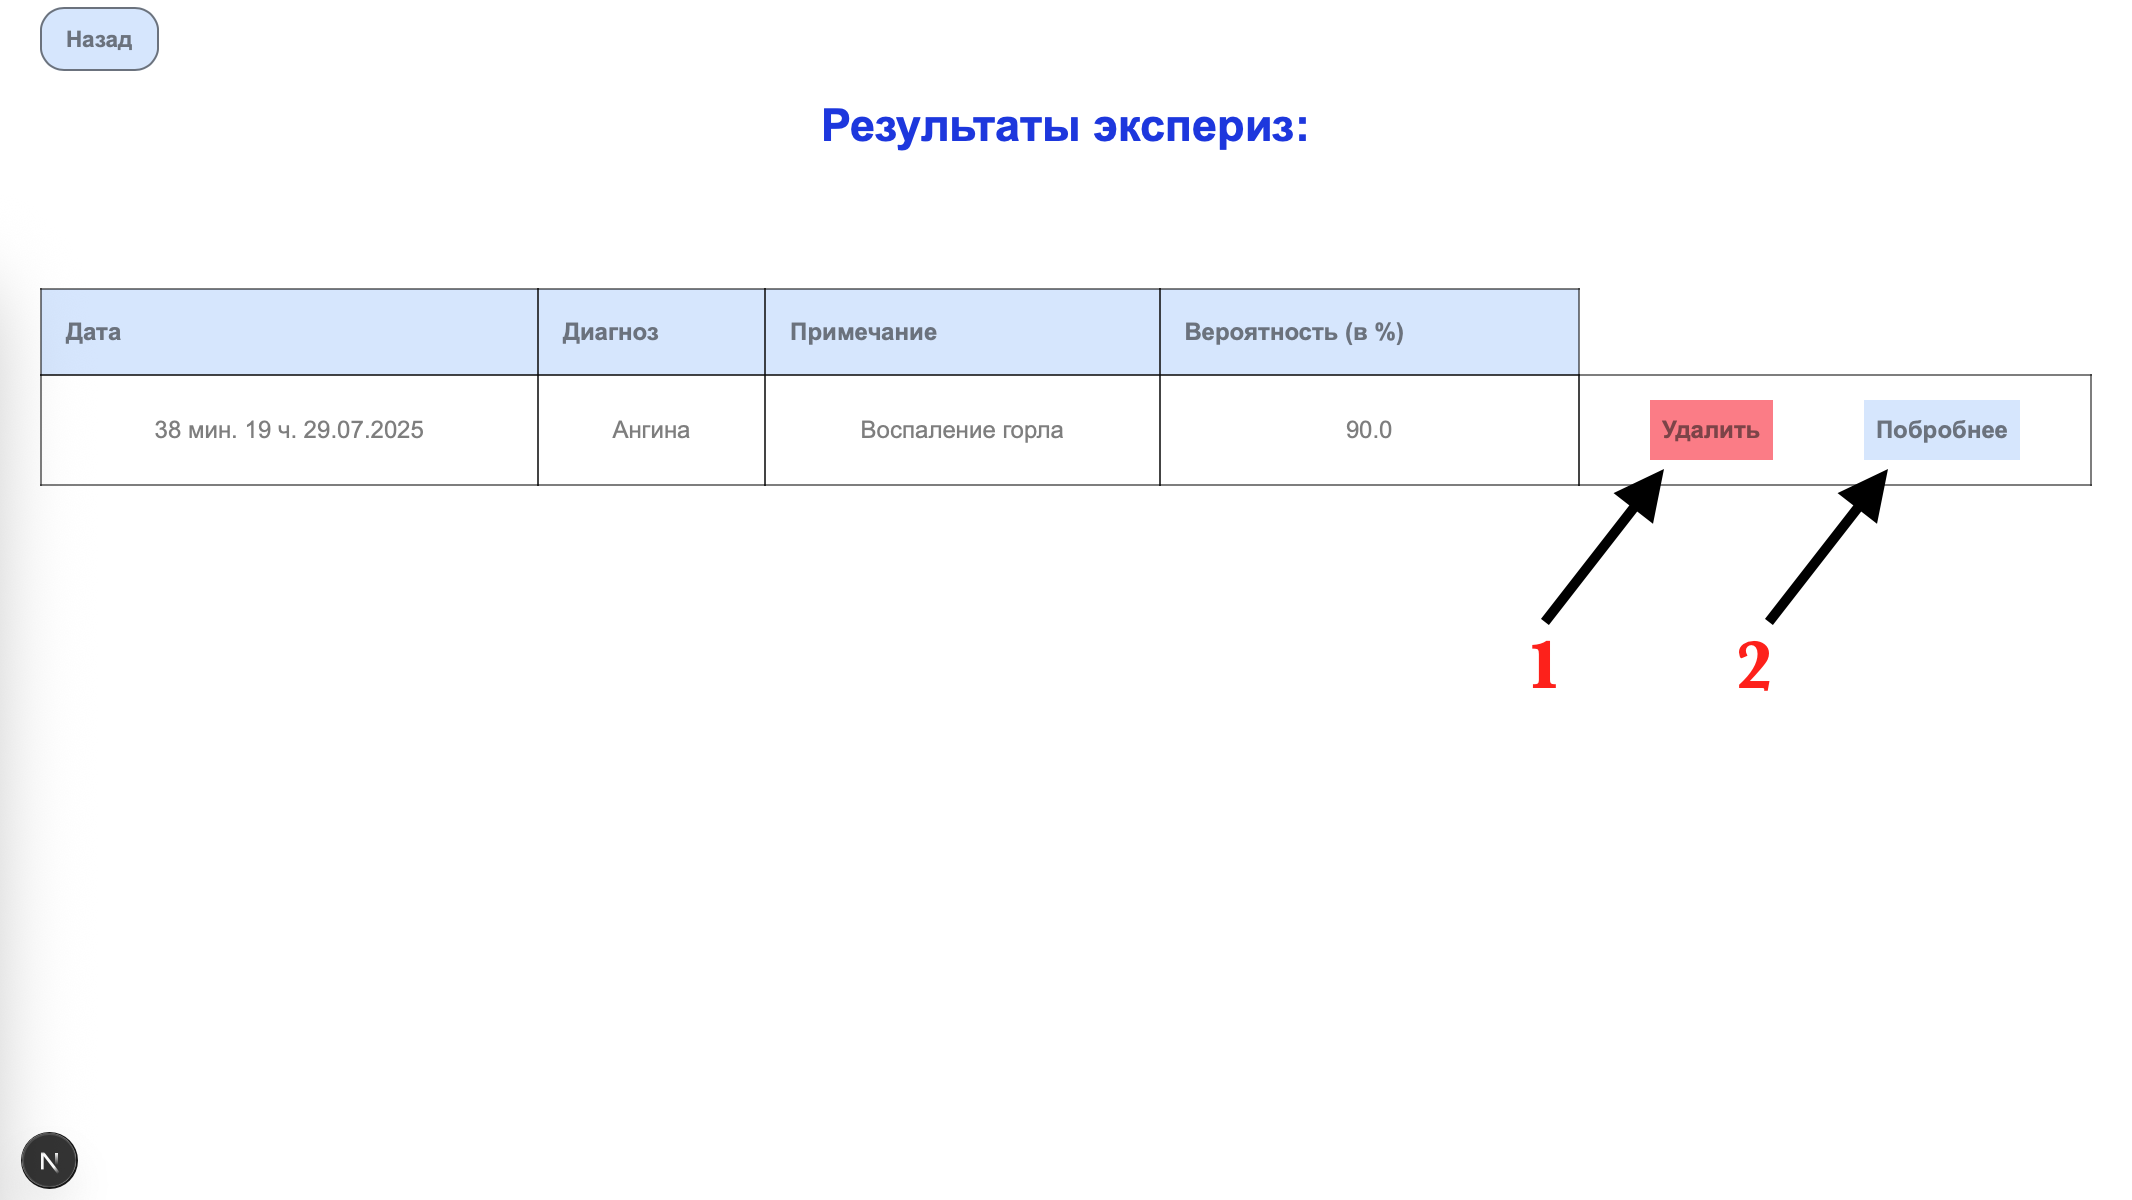 Назад
Результаты экспериз:
Дата Диагноз Примечание Вероятность (в %)
38 мин. 19 ч. 29.07.2025 Ангина Воспаление горла 90.0 Удалить Побробнее
1 2
N